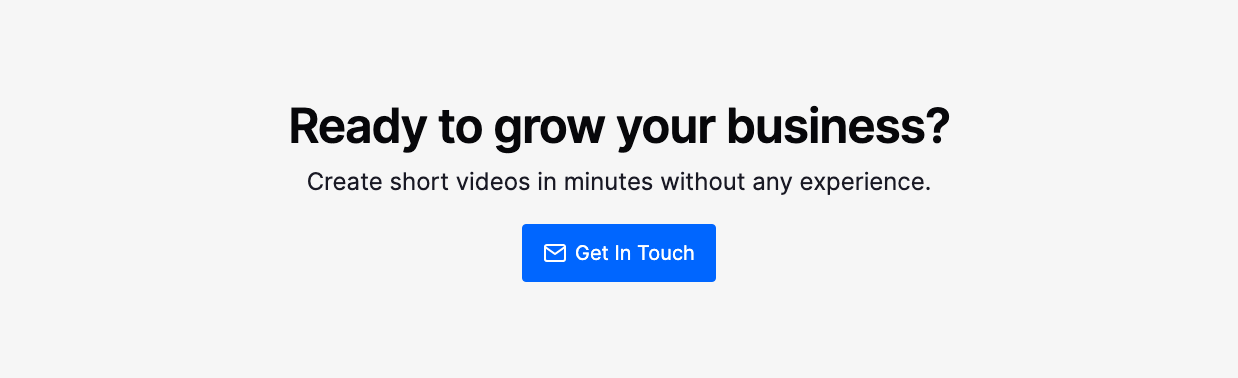 Ready to grow your business?
Create short videos in minutes without any experience.
Get In Touch